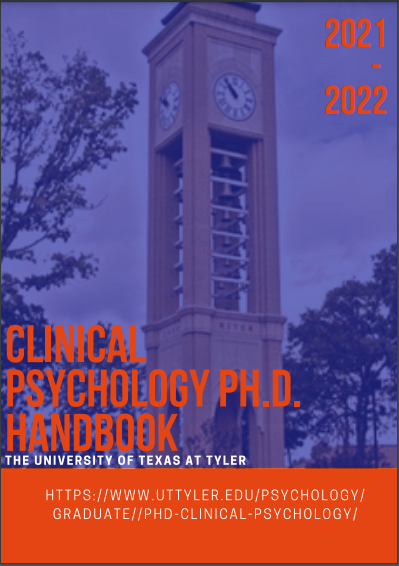 2021
-
2022
RITER
CLINICAL
PSYCHOLOGY PH.D.
HANDBOOK
THE UNIVERSITY OF TEXAS AT TYLER
HTTPS://WWW.UTTYLER.EDU/PSYCHOLOGY/
GRADUATE//PHD-CLINICAL-PSYCHOLOGY/